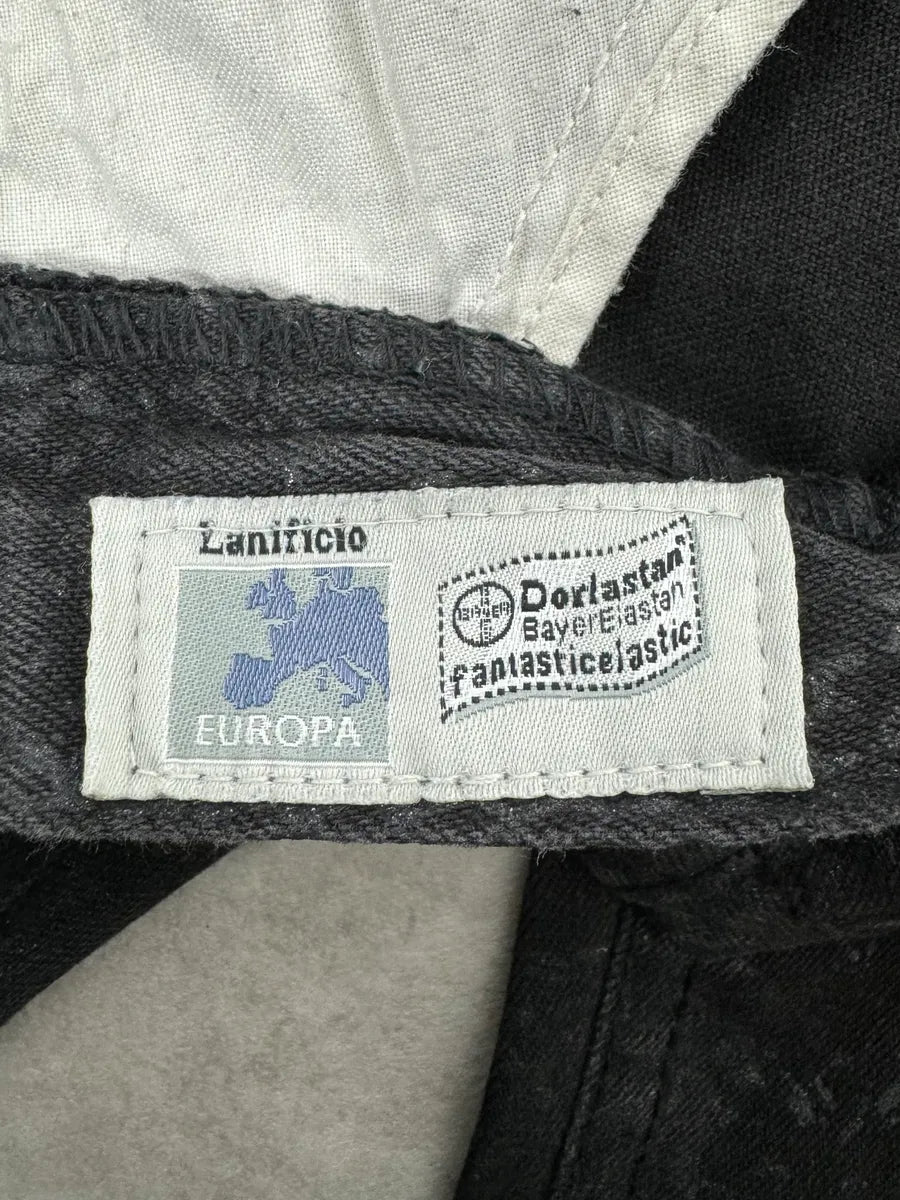 Lanificio
EUROPA
BAYER
Dorlastan®
BayerElastan
fantasticelastic